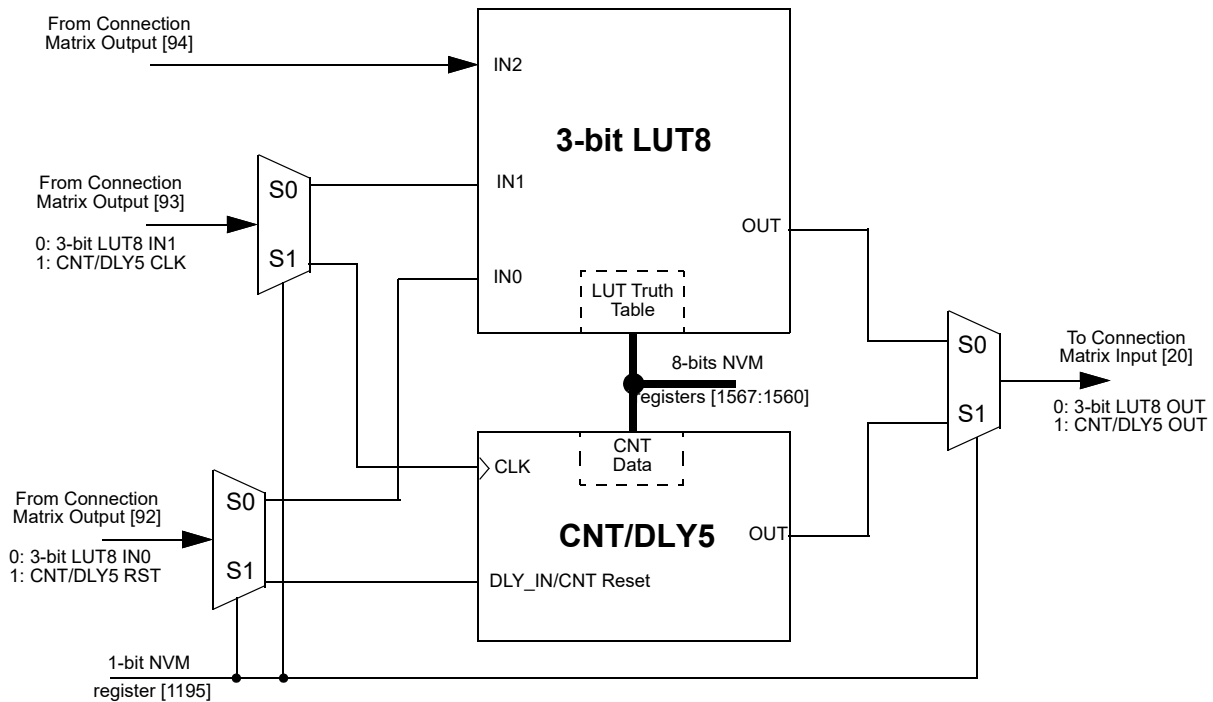 From Connection
Matrix Output [94]
IN2
3-bit LUT8
From Connection
Matrix Output [93]
S0
IN1
0: 3-bit LUT8 IN1
1: CNT/DLY5 CLK
S1
OUT
IN0
LUT Truth
Table
S0
To Connection
Matrix Input [20]
8-bits NVM
registers [1567:1560]
S1
0: 3-bit LUT8 OUT
1: CNT/DLY5 OUT
CNT
Data
CLK
From Connection
Matrix Output [92]
S0
CNT/DLY5
OUT
0: 3-bit LUT8 IN0
1: CNT/DLY5 RST
S1
DLY_IN/CNT Reset
1-bit NVM
register [1195]